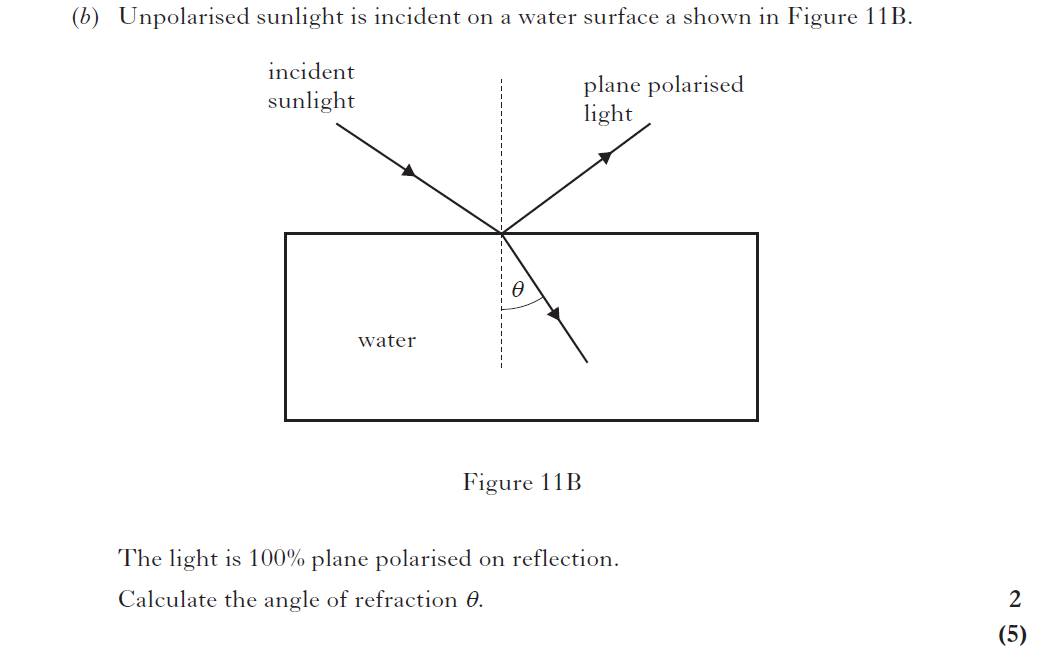 (b) Unpolarised sunlight is incident on a water surface a shown in Figure 11B.
incident
sunlight
plane polarised
light
θ
water
Figure 11B
The light is 100% plane polarised on reflection.
Calculate the angle of refraction θ.
2
(5)